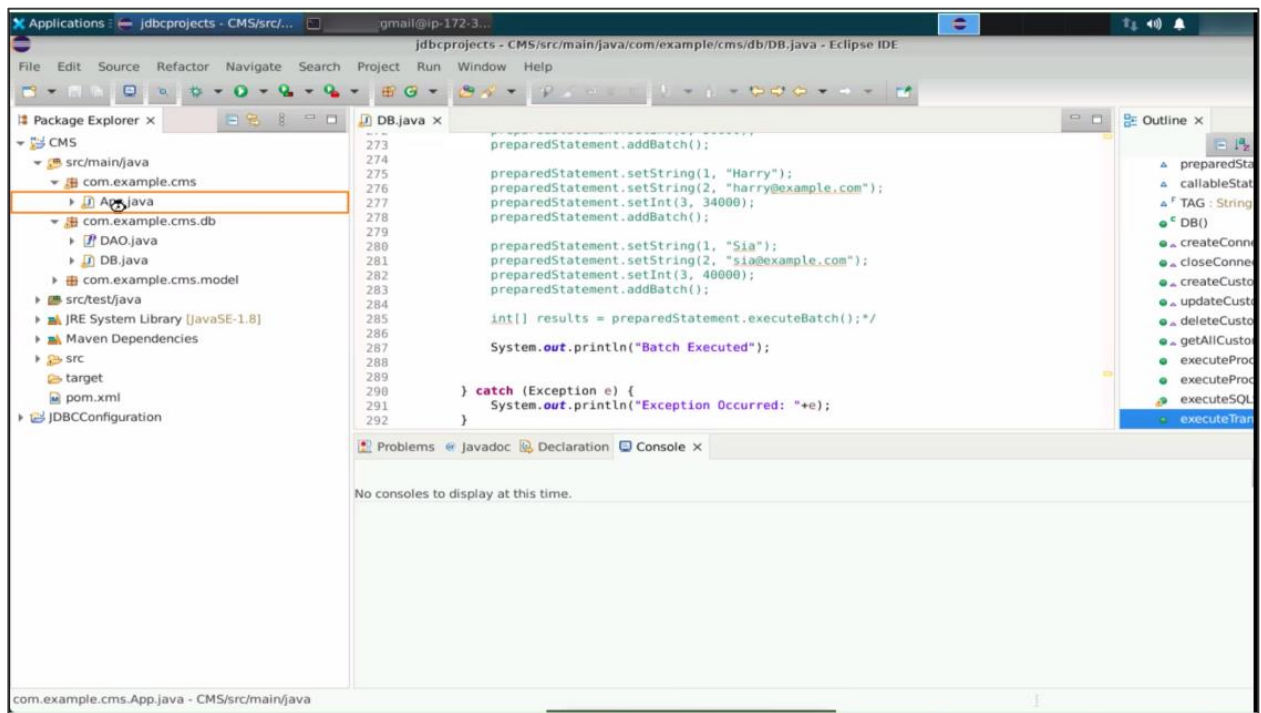 Applications : jdbcprojects - CMS/src/... :gmail@ip-172-3...
jdbcprojects - CMS/src/main/java/com/example/cms/db/DB.java - Eclipse IDE
File Edit Source Refactor Navigate Search Project Run Window Help
Package Explorer ×
CMS
src/main/java
com.example.cms
App.java
com.example.cms.db
DAO.java
DB.java
com.example.cms.model
src/test/java
JRE System Library [JavaSE-1.8]
Maven Dependencies
src
target
pom.xml
JDBCConfiguration
DB.java ×
273 preparedStatement.addBatch();
274
275 preparedStatement.setString(1, "Harry");
276 preparedStatement.setString(2, "harry@example.com");
277 preparedStatement.setInt(3, 34000);
278 preparedStatement.addBatch();
279
280 preparedStatement.setString(1, "Sia");
281 preparedStatement.setString(2, "sia@example.com");
282 preparedStatement.setInt(3, 40000);
283 preparedStatement.addBatch();
284
285 int[] results = preparedStatement.executeBatch();*/
286
287 System.out.println("Batch Executed");
288
289
290 } catch (Exception e) {
291 System.out.println("Exception Occurred: "+e);
292 }
Outline ×
preparedSta
callableStat
TAG : String
DB()
createConne
closeConnec
createCusto
updateCusto
deleteCusto
getAllCusto
executeProc
executeProc
executeSQL
executeTran
Problems Javadoc Declaration Console ×
No consoles to display at this time.
com.example.cms.App.java - CMS/src/main/java